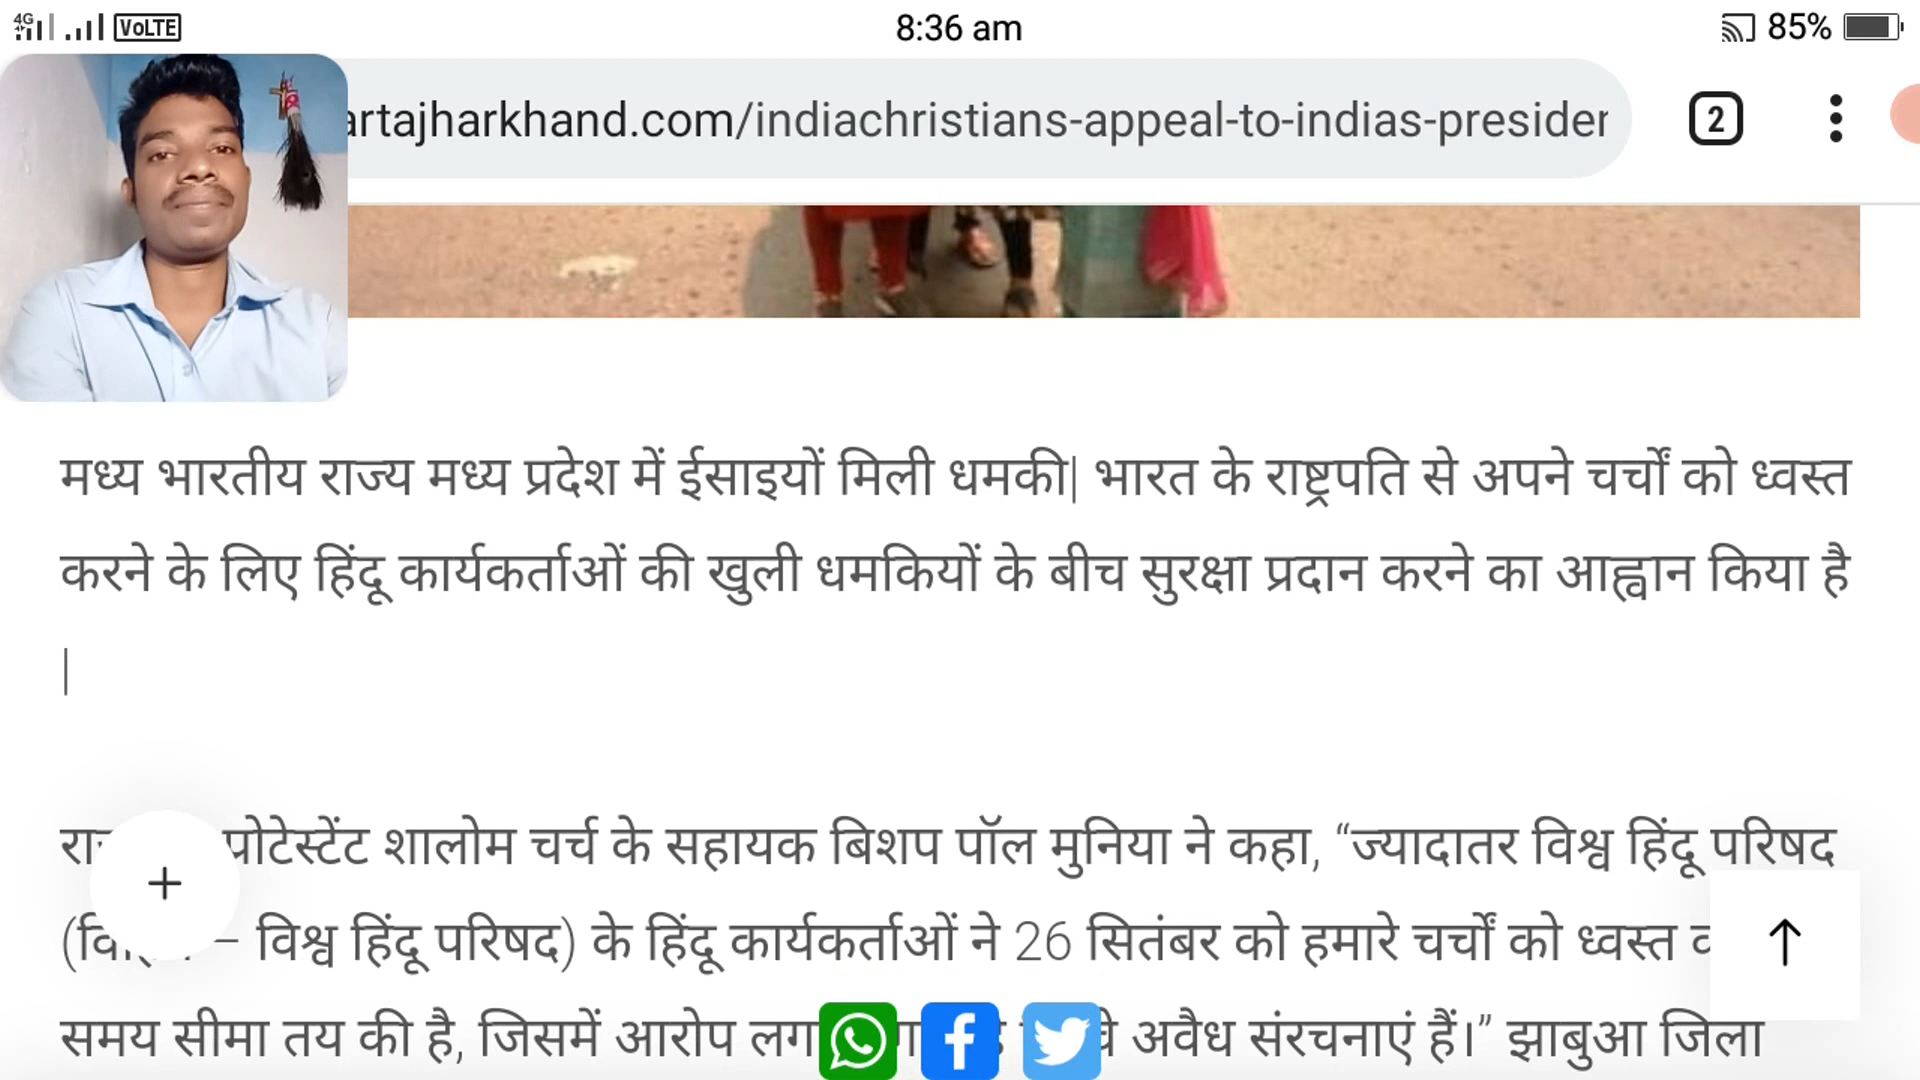 4G VoLTE 8:36 am 85%
artajharkhand.com/indiachristians-appeal-to-indias-presider 2
मध्य भारतीय राज्य मध्य प्रदेश में ईसाइयों मिली धमकी| भारत के राष्ट्रपति से अपने चर्चों को ध्वस्त
करने के लिए हिंदू कार्यकर्ताओं की खुली धमकियों के बीच सुरक्षा प्रदान करने का आह्वान किया है
|
प्रोटेस्टेंट शालोम चर्च के सहायक बिशप पॉल मुनिया ने कहा, “ज्यादातर विश्व हिंदू परिषद
– विश्व हिंदू परिषद) के हिंदू कार्यकर्ताओं ने 26 सितंबर को हमारे चर्चों को ध्वस्त
समय सीमा तय की है, जिसमें आरोप अवैध संरचनाएं हैं।” झाबुआ जिला